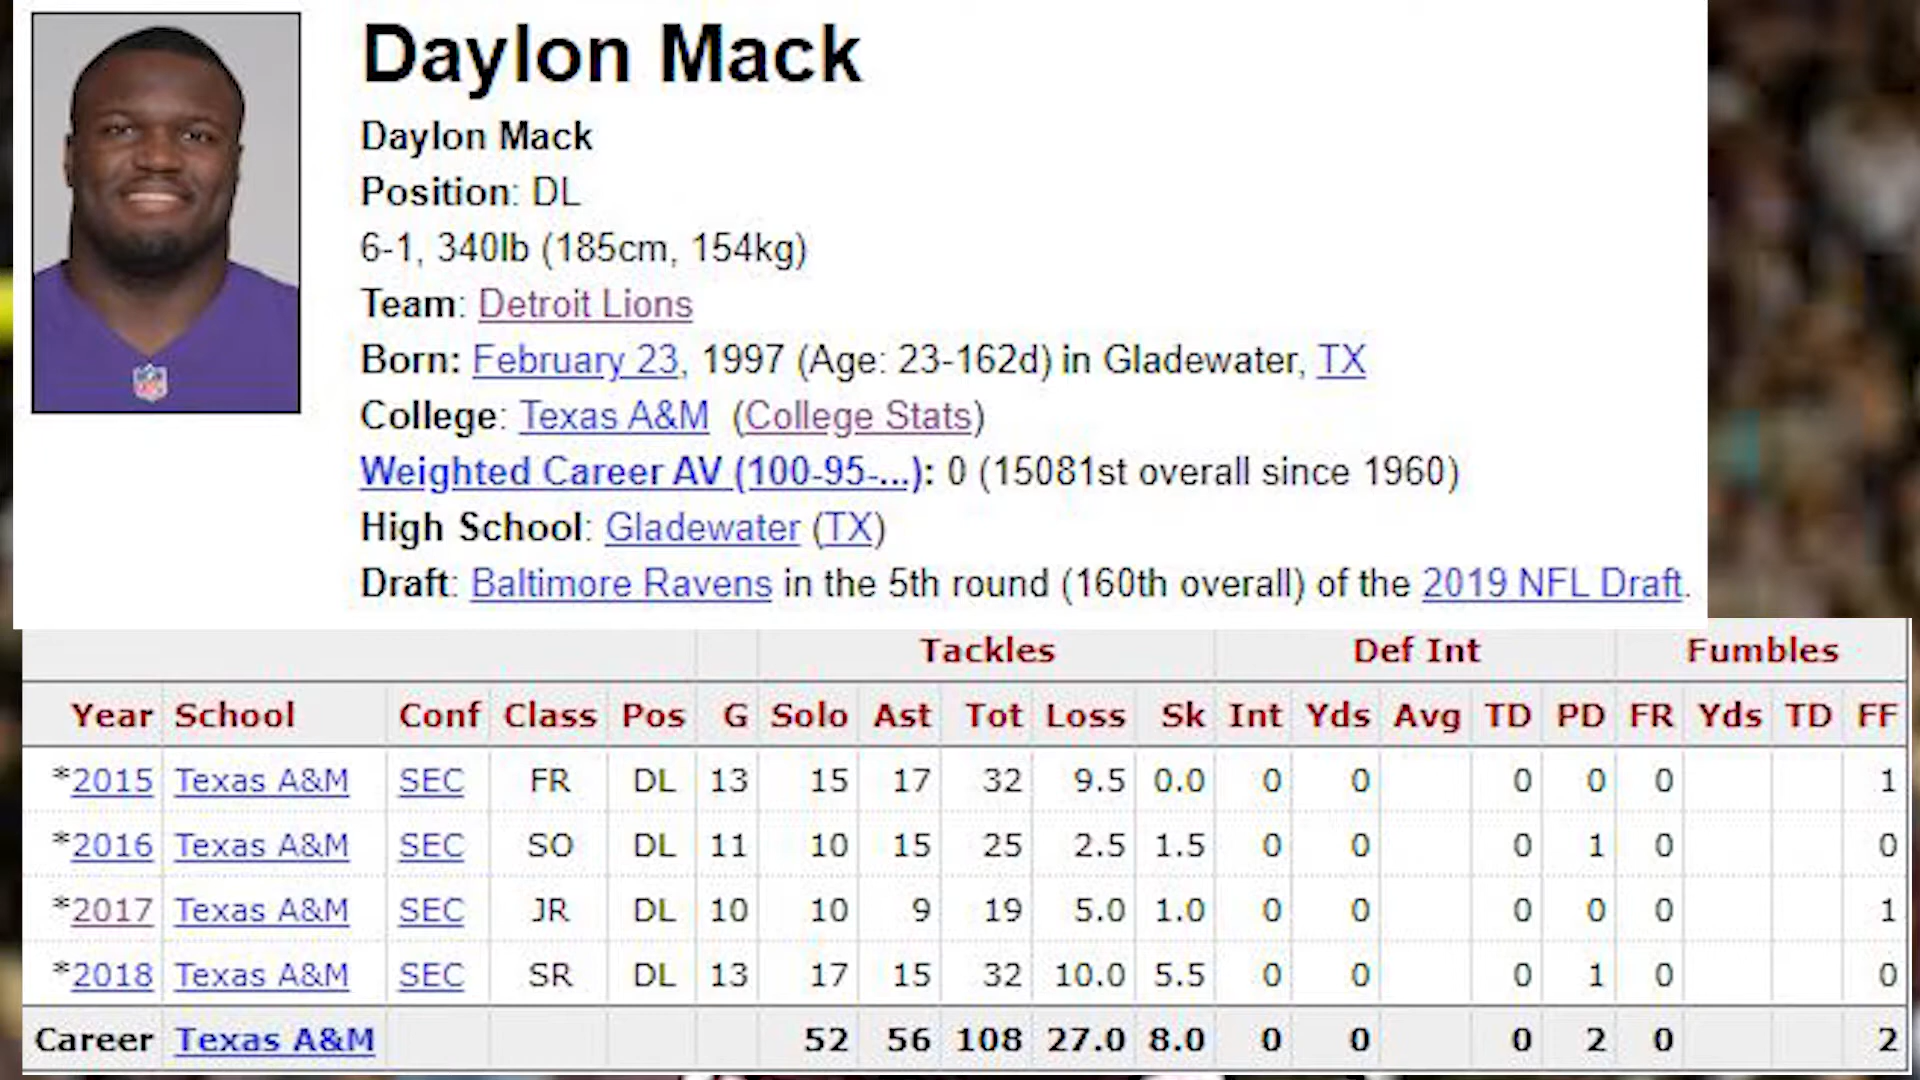 Daylon Mack
Daylon Mack
Position: DL
6-1, 340lb (185cm, 154kg)
Team: Detroit Lions
Born: February 23, 1997 (Age: 23-162d) in Gladewater, TX
College: Texas A&M (College Stats)
Weighted Career AV (100-95-...): 0 (15081st overall since 1960)
High School: Gladewater (TX)
Draft: Baltimore Ravens in the 5th round (160th overall) of the 2019 NFL Draft.
Tackles Def Int Fumbles
Year School Conf Class Pos G Solo Ast Tot Loss Sk Int Yds Avg TD PD FR Yds TD FF
*2015 Texas A&M SEC FR DL 13 15 17 32 9.5 0.0 0 0 0 0 0 1
*2016 Texas A&M SEC SO DL 11 10 15 25 2.5 1.5 0 0 0 1 0 0
*2017 Texas A&M SEC JR DL 10 10 9 19 5.0 1.0 0 0 0 0 0 1
*2018 Texas A&M SEC SR DL 13 17 15 32 10.0 5.5 0 0 0 1 0 0
Career Texas A&M 52 56 108 27.0 8.0 0 0 0 2 0 2